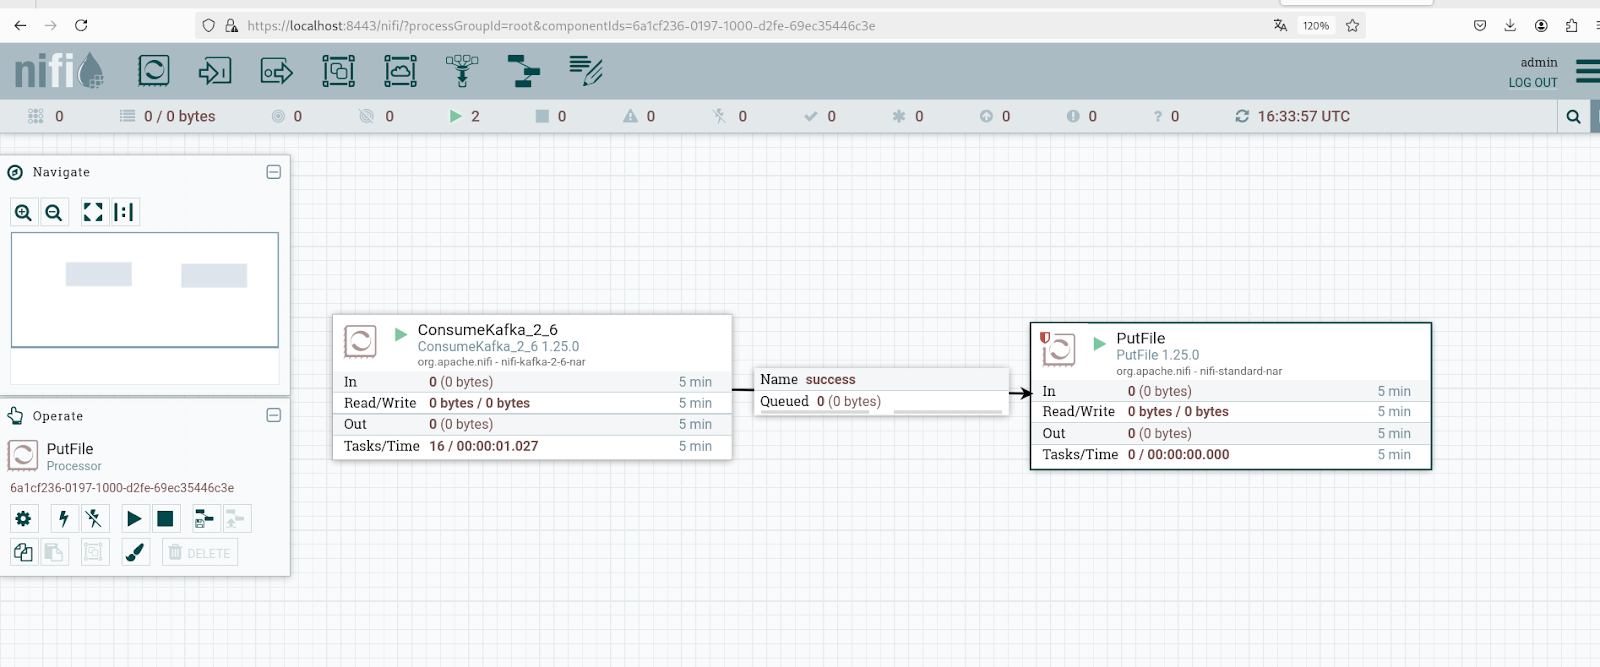 https://localhost:8443/nifi/?processGroupId=root&componentIds=6a1cf236-0197-1000-d2fe-69ec35446c3e
120%
nifi
admin
LOG OUT
0
0 / 0 bytes
0
0
2
0
0
0
0
0
0
0
? 0
16:33:57 UTC
Navigate
Operate
PutFile
Processor
6a1cf236-0197-1000-d2fe-69ec35446c3e
DELETE
ConsumeKafka_2_6
ConsumeKafka_2_6 1.25.0
org.apache.nifi - nifi-kafka-2-6-nar
In 0 (0 bytes) 5 min
Read/Write 0 bytes / 0 bytes 5 min
Out 0 (0 bytes) 5 min
Tasks/Time 16 / 00:00:01.027 5 min
Name success
Queued 0 (0 bytes)
PutFile
PutFile 1.25.0
org.apache.nifi - nifi-standard-nar
In 0 (0 bytes) 5 min
Read/Write 0 bytes / 0 bytes 5 min
Out 0 (0 bytes) 5 min
Tasks/Time 0 / 00:00:00.000 5 min